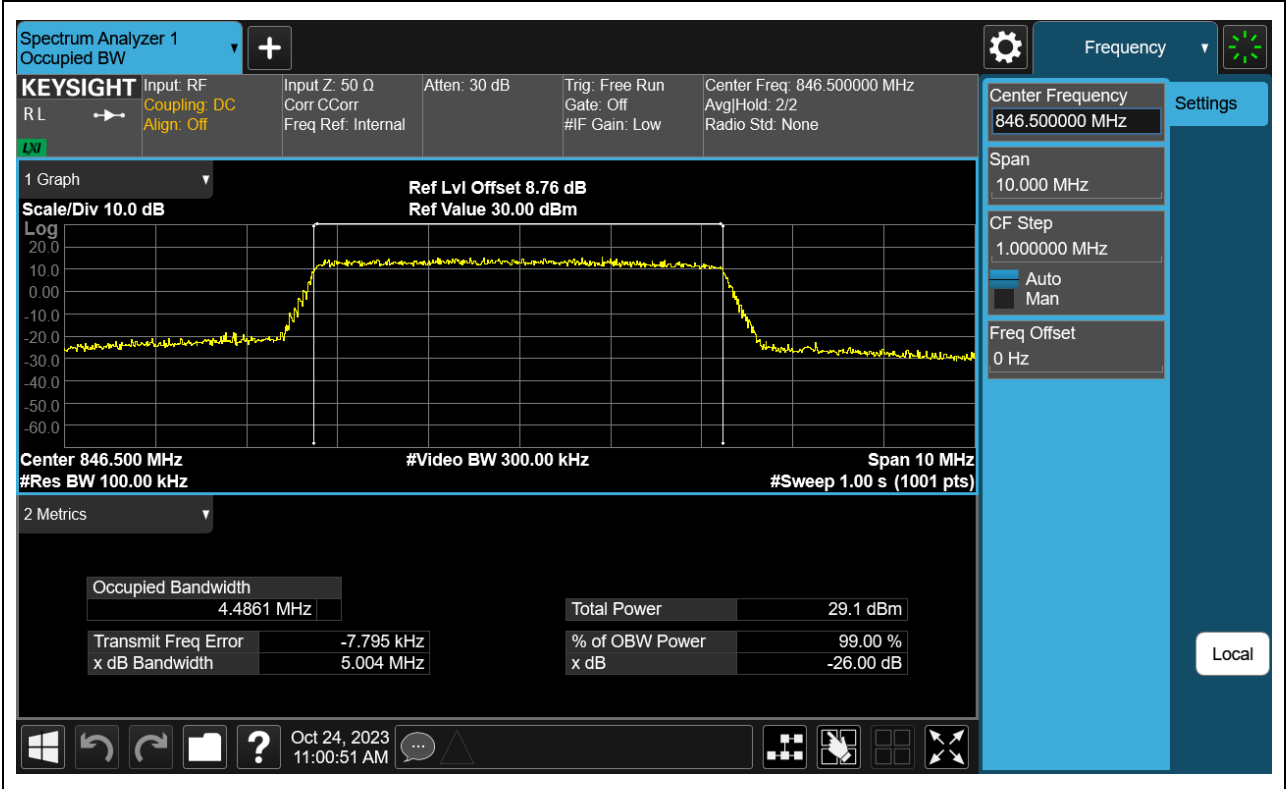 Spectrum Analyzer 1
Occupied BW
Frequency
KEYSIGHT
R L
LXI
Input: RF
Coupling: DC
Align: Off
Input Z: 50 Ω
Corr CCorr
Freq Ref: Internal
Atten: 30 dB
Trig: Free Run
Gate: Off
#IF Gain: Low
Center Freq: 846.500000 MHz
Avg|Hold: 2/2
Radio Std: None
Center Frequency
846.500000 MHz
Settings
Span
10.000 MHz
CF Step
1.000000 MHz
Auto
Man
Freq Offset
0 Hz
Local
1 Graph
Scale/Div 10.0 dB
Ref Lvl Offset 8.76 dB
Ref Value 30.00 dBm
Log
20.0
10.0
0.00
-10.0
-20.0
-30.0
-40.0
-50.0
-60.0
Center 846.500 MHz
#Video BW 300.00 kHz
Span 10 MHz
#Res BW 100.00 kHz
#Sweep 1.00 s (1001 pts)
2 Metrics
Occupied Bandwidth
4.4861 MHz
Total Power 29.1 dBm
Transmit Freq Error -7.795 kHz
% of OBW Power 99.00 %
x dB Bandwidth 5.004 MHz
x dB -26.00 dB
Oct 24, 2023
11:00:51 AM